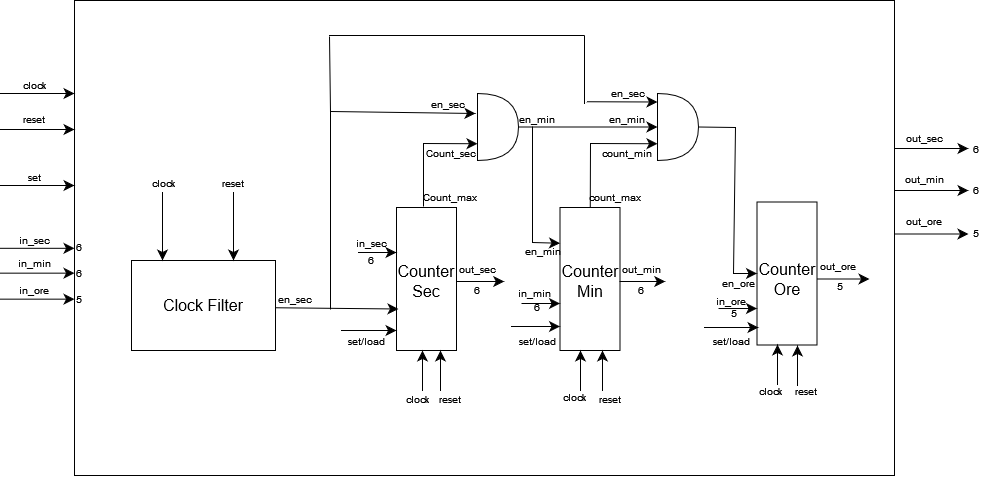 clock
reset
set
in_sec
6
in_min
6
in_ore
5
clock
reset
Clock Filter
en_sec
en_sec
Count_sec
Count_max
in_sec
6
Counter
Sec
set/load
clock
reset
out_sec
6
en_min
en_sec
en_min
count_min
count_max
en_min
in_min
6
Counter
Min
set/load
clock
reset
out_min
6
en_ore
in_ore
5
Counter
Ore
set/load
clock
reset
out_ore
5
out_sec
6
out_min
6
out_ore
5